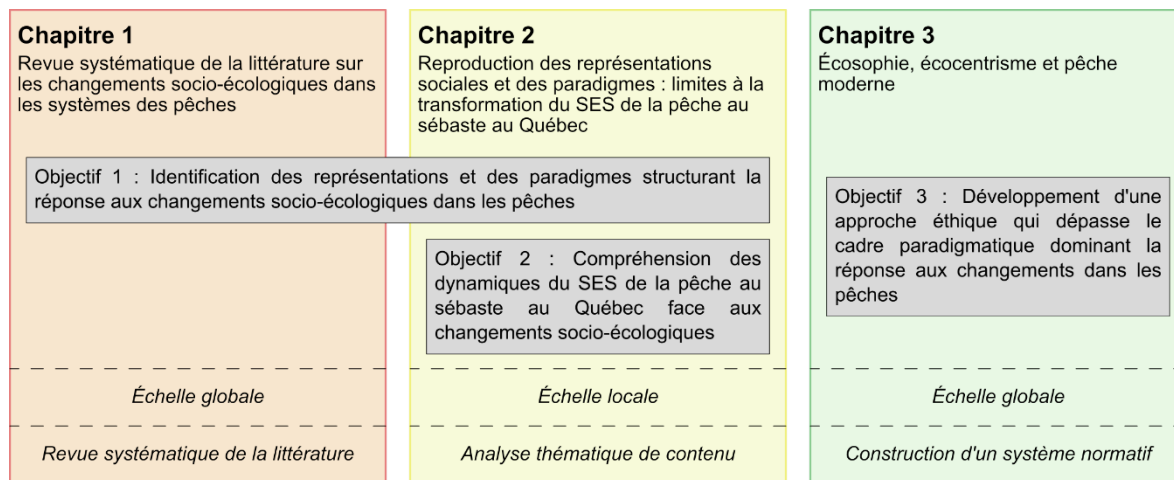 Chapitre 1
Revue systématique de la littérature sur
les changements socio-écologiques dans
les systèmes des pêches
Chapitre 2
Reproduction des représentations
sociales et des paradigmes : limites à la
transformation du SES de la pêche au
sébaste au Québec
Chapitre 3
Écosophie, écocentrisme et pêche
moderne
Objectif 1 : Identification des représentations et des paradigmes structurant la
réponse aux changements socio-écologiques dans les pêches
Objectif 2 : Compréhension des
dynamiques du SES de la pêche au
sébaste au Québec face aux
changements socio-écologiques
Objectif 3 : Développement d'une
approche éthique qui dépasse le
cadre paradigmatique dominant la
réponse aux changements dans les
pêches
Échelle globale
Échelle locale
Échelle globale
Revue systématique de la littérature
Analyse thématique de contenu
Construction d'un système normatif